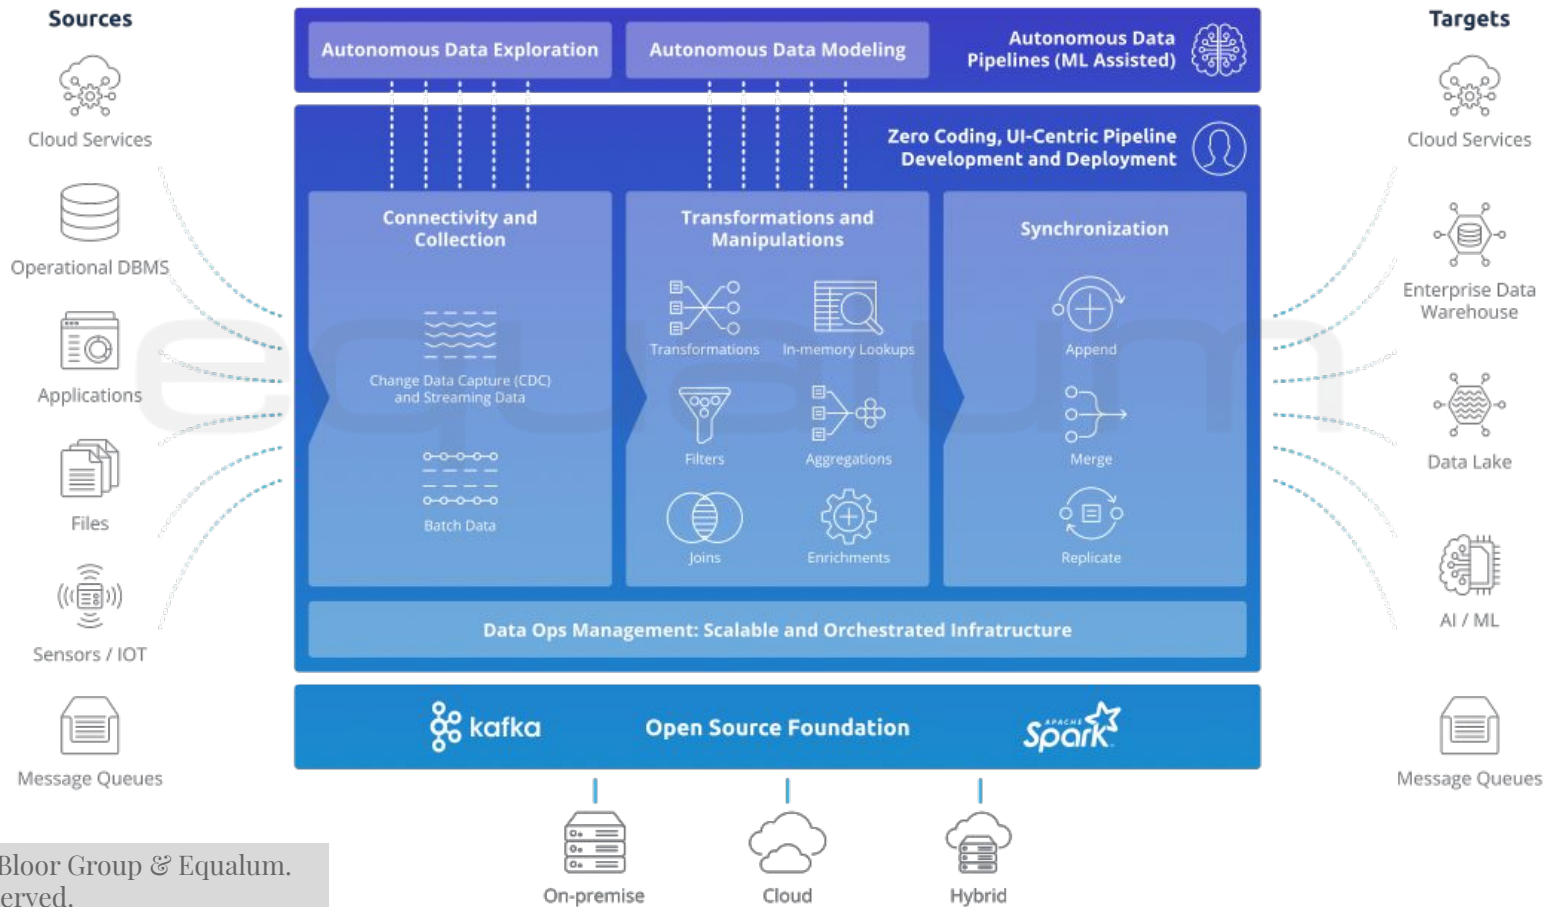 Sources
Cloud Services
Operational DBMS
Applications
Files
Sensors / IOT
Message Queues
Autonomous Data Exploration
Autonomous Data Modeling
Autonomous Data
Pipelines (ML Assisted)
Zero Coding, UI-Centric Pipeline
Development and Deployment
Connectivity and
Collection
Change Data Capture (CDC)
and Streaming Data
Batch Data
Transformations and
Manipulations
Transformations
In-memory Lookups
Filters
Aggregations
Joins
Enrichments
Synchronization
Append
Merge
Replicate
Data Ops Management: Scalable and Orchestrated Infratructure
kafka
Open Source Foundation
APACHE
Spark
On-premise
Cloud
Hybrid
Targets
Cloud Services
Enterprise Data
Warehouse
Data Lake
AI / ML
Message Queues
equalum
Bloor Group & Equalum.
erved.